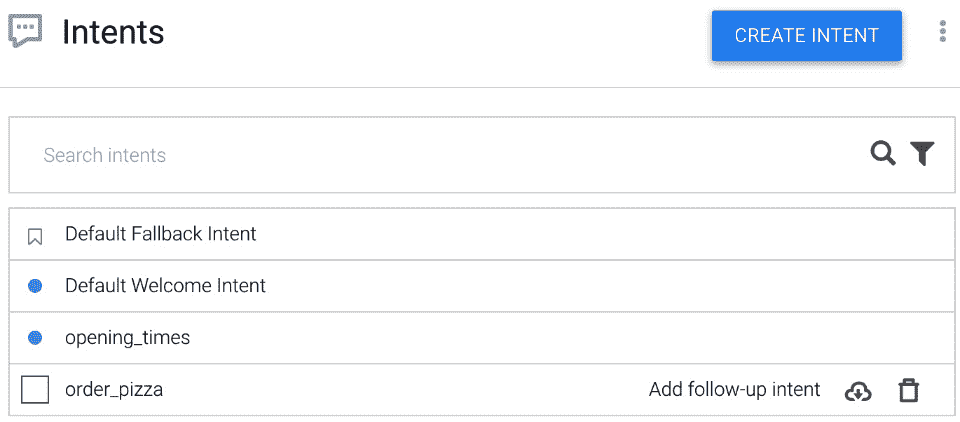 Intents
CREATE INTENT
Search intents
Default Fallback Intent
Default Welcome Intent
opening_times
order_pizza Add follow-up intent